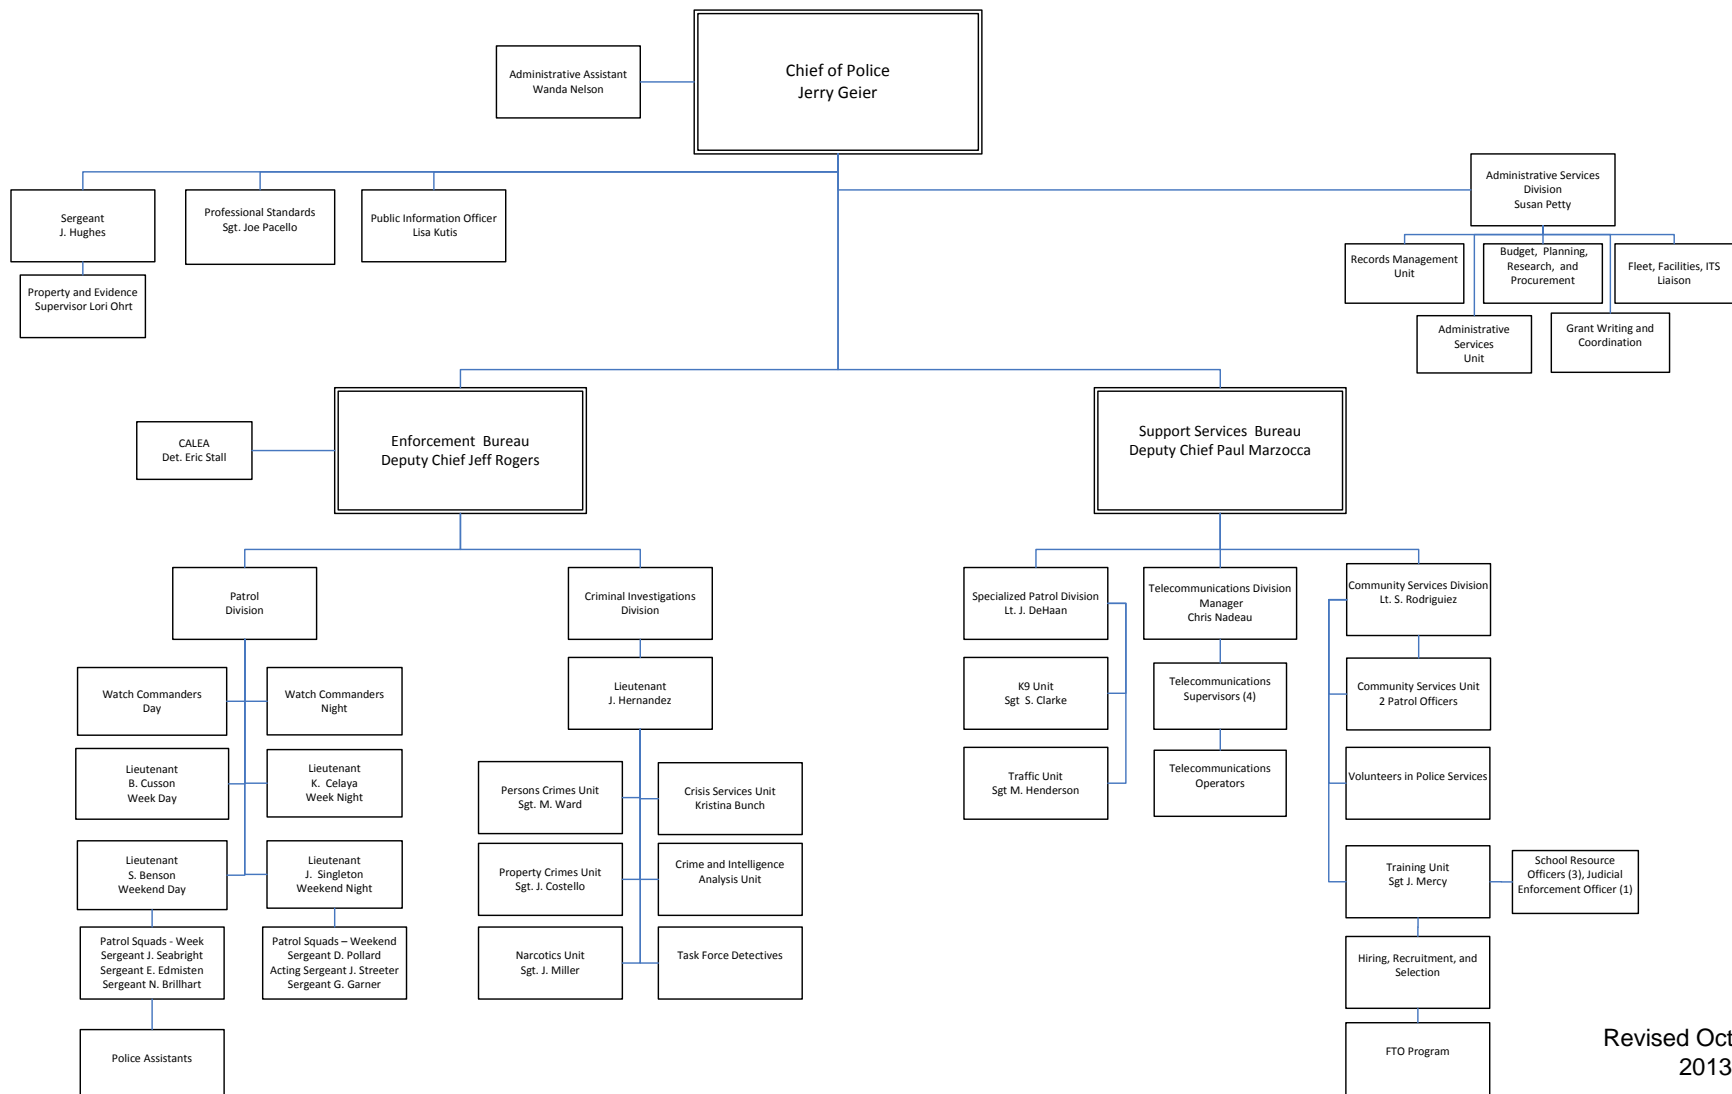 Chief of Police
Jerry Geier
Administrative Assistant
Wanda Nelson
Sergeant
J. Hughes
Professional Standards
Sgt. Joe Pacello
Public Information Officer
Lisa Kutis
Administrative Services
Division
Susan Petty
Property and Evidence
Supervisor Lori Ohrt
Records Management
Unit
Budget, Planning,
Research, and
Procurement
Fleet, Facilities, ITS
Liaison
Administrative
Services
Unit
Grant Writing and
Coordination
CALEA
Det. Eric Stall
Enforcement Bureau
Deputy Chief Jeff Rogers
Support Services Bureau
Deputy Chief Paul Marzocca
Patrol
Division
Criminal Investigations
Division
Specialized Patrol Division
Lt. J. DeHaan
Telecommunications Division
Manager
Chris Nadeau
Community Services Division
Lt. S. Rodriguiez
Watch Commanders
Day
Watch Commanders
Night
Lieutenant
J. Hernandez
K9 Unit
Sgt S. Clarke
Telecommunications
Supervisors (4)
Community Services Unit
2 Patrol Officers
Lieutenant
B. Cusson
Week Day
Lieutenant
K. Celaya
Week Night
Persons Crimes Unit
Sgt. M. Ward
Crisis Services Unit
Kristina Bunch
Traffic Unit
Sgt M. Henderson
Telecommunications
Operators
Volunteers in Police Services
Lieutenant
S. Benson
Weekend Day
Lieutenant
J. Singleton
Weekend Night
Property Crimes Unit
Sgt. J. Costello
Crime and Intelligence
Analysis Unit
Training Unit
Sgt J. Mercy
School Resource
Officers (3), Judicial
Enforcement Officer (1)
Patrol Squads - Week
Sergeant J. Seabright
Sergeant E. Edmisten
Sergeant N. Brillhart
Patrol Squads – Weekend
Sergeant D. Pollard
Acting Sergeant J. Streeter
Sergeant G. Garner
Narcotics Unit
Sgt. J. Miller
Task Force Detectives
Hiring, Recruitment, and
Selection
Police Assistants
FTO Program
Revised Oct
2013